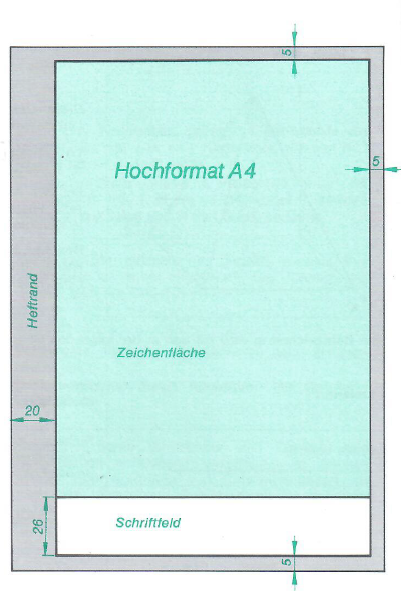 5
Hochformat A4
5
Heftrand
Zeichenfläche
20
26
Schriftfeld
5